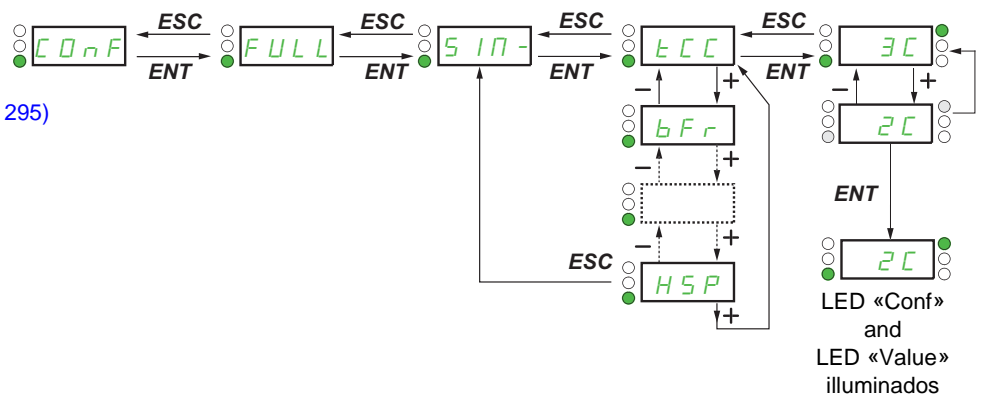 ESC ESC ESC ESC
COnF FULL SIM- tCC 3C
ENT ENT ENT ENT
– + – +
295)
bFr 2C
– +
ENT
– +
ESC
HSP 2C
+
LED «Conf»
and
LED «Value»
illuminados